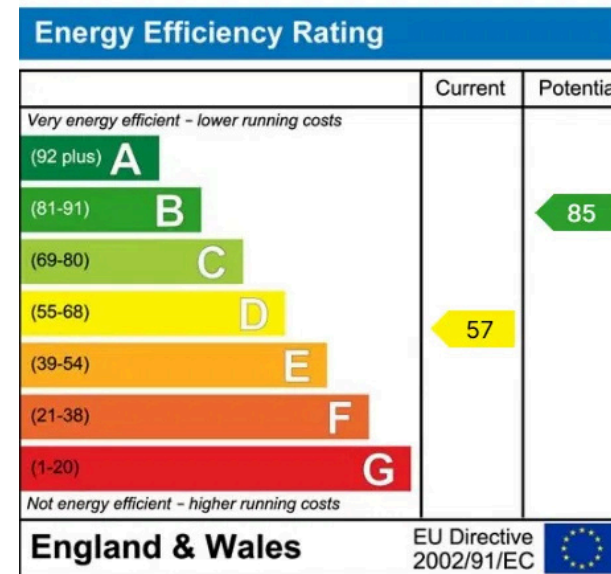 Energy Efficiency Rating
Current Potentia
Very energy efficient – lower running costs
(92 plus) A
(81-91) B
85
(69-80) C
(55-68) D
57
(39-54) E
(21-38) F
(1-20) G
Not energy efficient – higher running costs
England & Wales
EU Directive
2002/91/EC